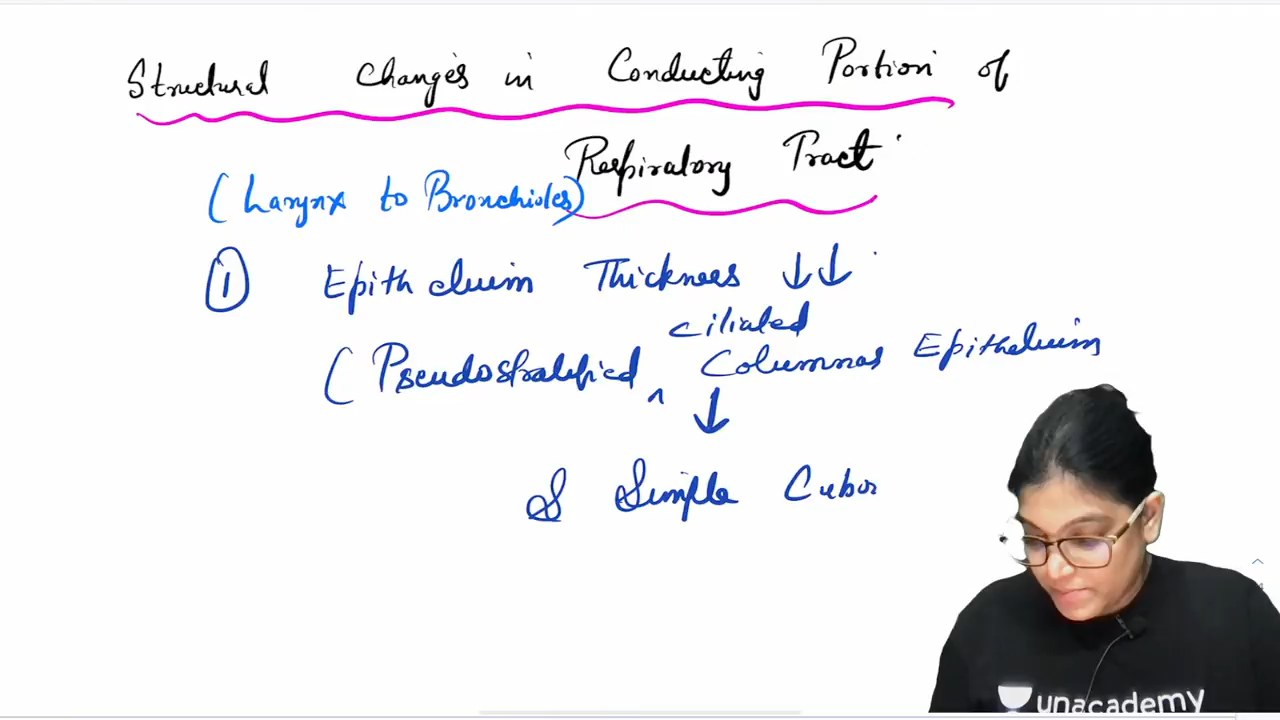 Structural Changes in Conducting Portion of
Respiratory Tract
(Larynx to Bronchioles)
1 Epithelium Thickness ↓↓
ciliated
(Pseudostratified ^ Columnar Epithelium
↓
S Simple Cubo
unacademy